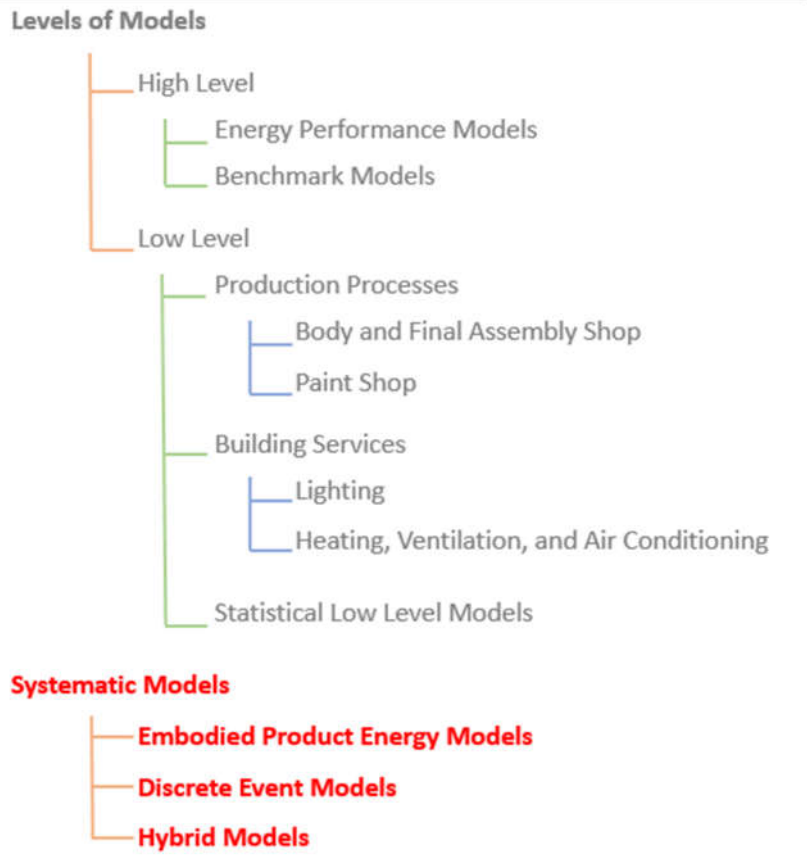 Levels of Models
High Level
Energy Performance Models
Benchmark Models
Low Level
Production Processes
Body and Final Assembly Shop
Paint Shop
Building Services
Lighting
Heating, Ventilation, and Air Conditioning
Statistical Low Level Models
Systematic Models
Embodied Product Energy Models
Discrete Event Models
Hybrid Models